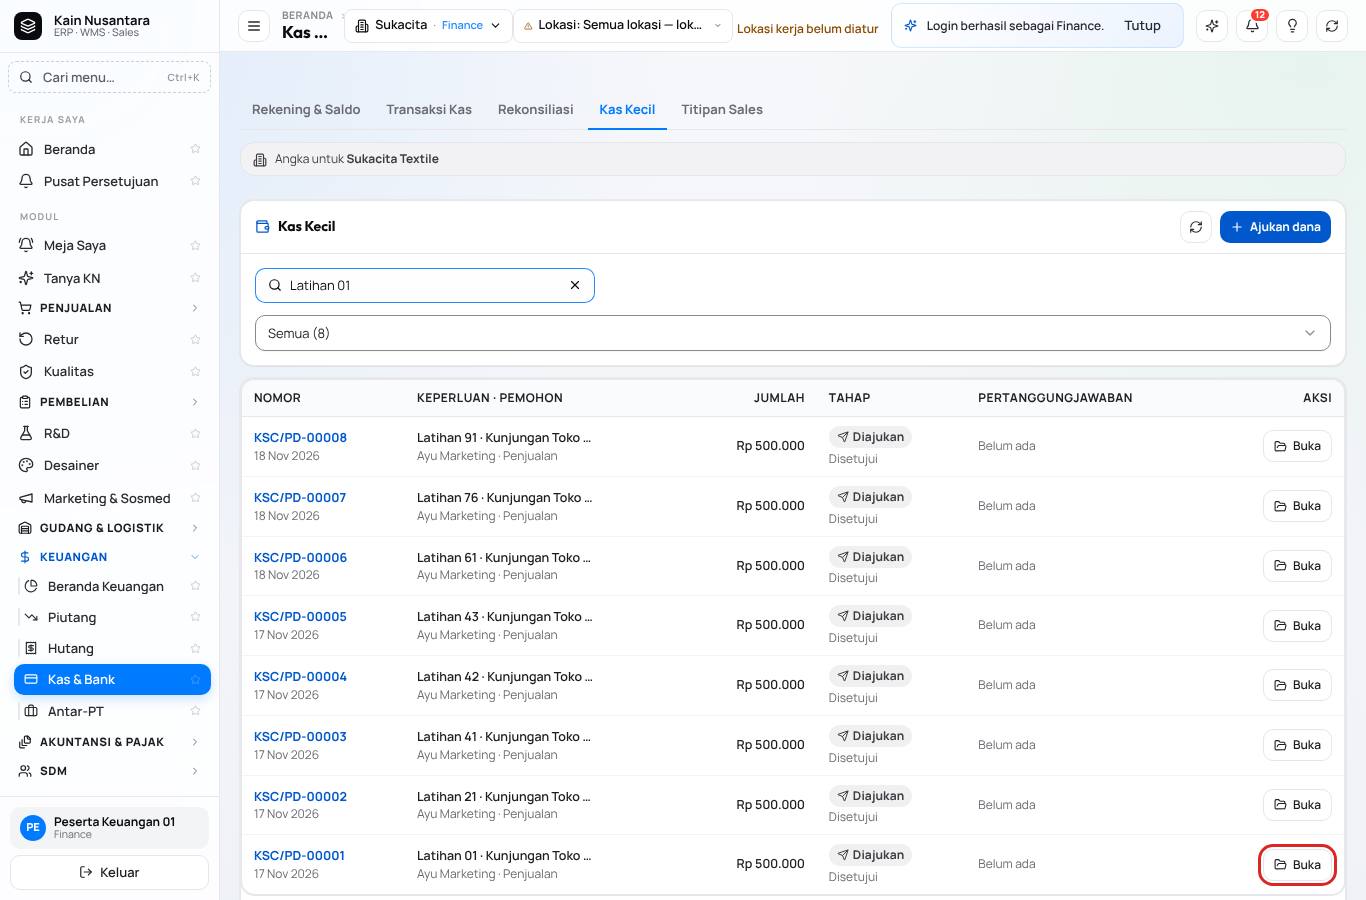 Kain Nusantara
ERP · WMS · Sales
Cari menu...
Ctrl+K
KERJA SAYA
Beranda
Pusat Persetujuan
MODUL
Meja Saya
Tanya KN
PENJUALAN
Retur
Kualitas
PEMBELIAN
R&D
Desainer
Marketing & Sosmed
GUDANG & LOGISTIK
KEUANGAN
Beranda Keuangan
Piutang
Hutang
Kas & Bank
Antar-PT
AKUNTANSI & PAJAK
SDM
PE
Peserta Keuangan 01
Finance
Keluar
BERANDA
Kas ...
Sukacita · Finance
Lokasi: Semua lokasi — lok...
Lokasi kerja belum diatur
Login berhasil sebagai Finance.
Tutup
12
Rekening & Saldo
Transaksi Kas
Rekonsiliasi
Kas Kecil
Titipan Sales
Angka untuk Sukacita Textile
Kas Kecil
Ajukan dana
Latihan 01
Semua (8)
NOMOR
KEPERLUAN · PEMOHON
JUMLAH
TAHAP
PERTANGGUNGJAWABAN
AKSI
KSC/PD-00008
18 Nov 2026
Latihan 91 · Kunjungan Toko ...
Ayu Marketing · Penjualan
Rp 500.000
Diajukan
Disetujui
Belum ada
Buka
KSC/PD-00007
18 Nov 2026
Latihan 76 · Kunjungan Toko ...
Ayu Marketing · Penjualan
Rp 500.000
Diajukan
Disetujui
Belum ada
Buka
KSC/PD-00006
18 Nov 2026
Latihan 61 · Kunjungan Toko ...
Ayu Marketing · Penjualan
Rp 500.000
Diajukan
Disetujui
Belum ada
Buka
KSC/PD-00005
17 Nov 2026
Latihan 43 · Kunjungan Toko ...
Ayu Marketing · Penjualan
Rp 500.000
Diajukan
Disetujui
Belum ada
Buka
KSC/PD-00004
17 Nov 2026
Latihan 42 · Kunjungan Toko ...
Ayu Marketing · Penjualan
Rp 500.000
Diajukan
Disetujui
Belum ada
Buka
KSC/PD-00003
17 Nov 2026
Latihan 41 · Kunjungan Toko ...
Ayu Marketing · Penjualan
Rp 500.000
Diajukan
Disetujui
Belum ada
Buka
KSC/PD-00002
17 Nov 2026
Latihan 21 · Kunjungan Toko ...
Ayu Marketing · Penjualan
Rp 500.000
Diajukan
Disetujui
Belum ada
Buka
KSC/PD-00001
17 Nov 2026
Latihan 01 · Kunjungan Toko ...
Ayu Marketing · Penjualan
Rp 500.000
Diajukan
Disetujui
Belum ada
Buka